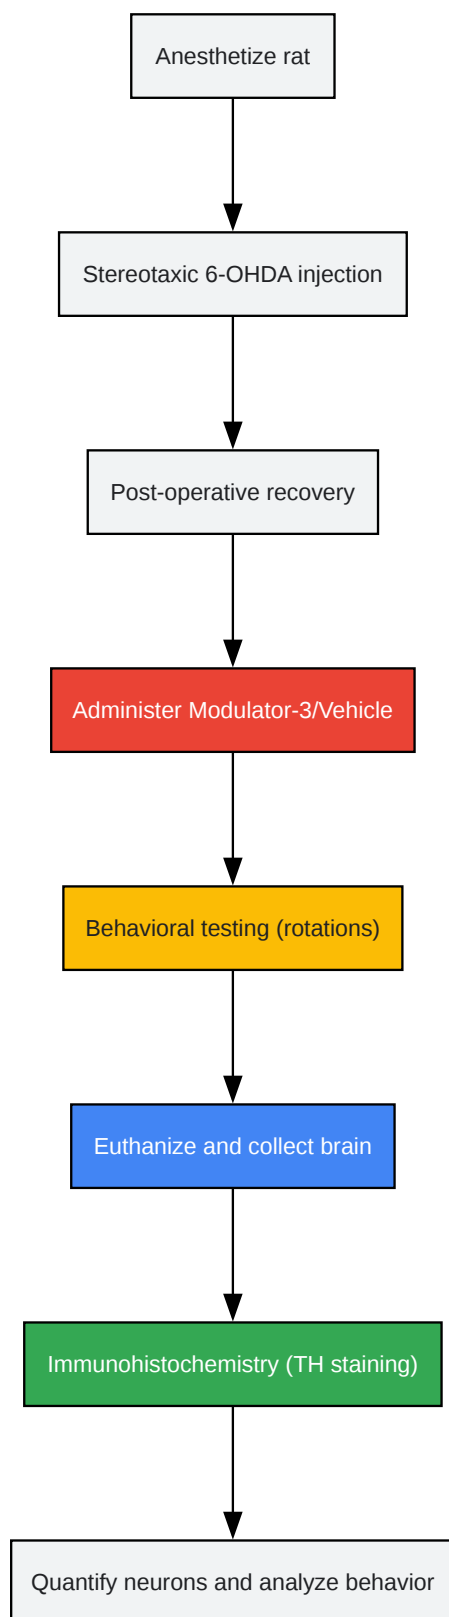 Anesthetize rat
Stereotaxic 6-OHDA injection
Post-operative recovery
Administer Modulator-3/Vehicle
Behavioral testing (rotations)
Euthanize and collect brain
Immunohistochemistry (TH staining)
Quantify neurons and analyze behavior